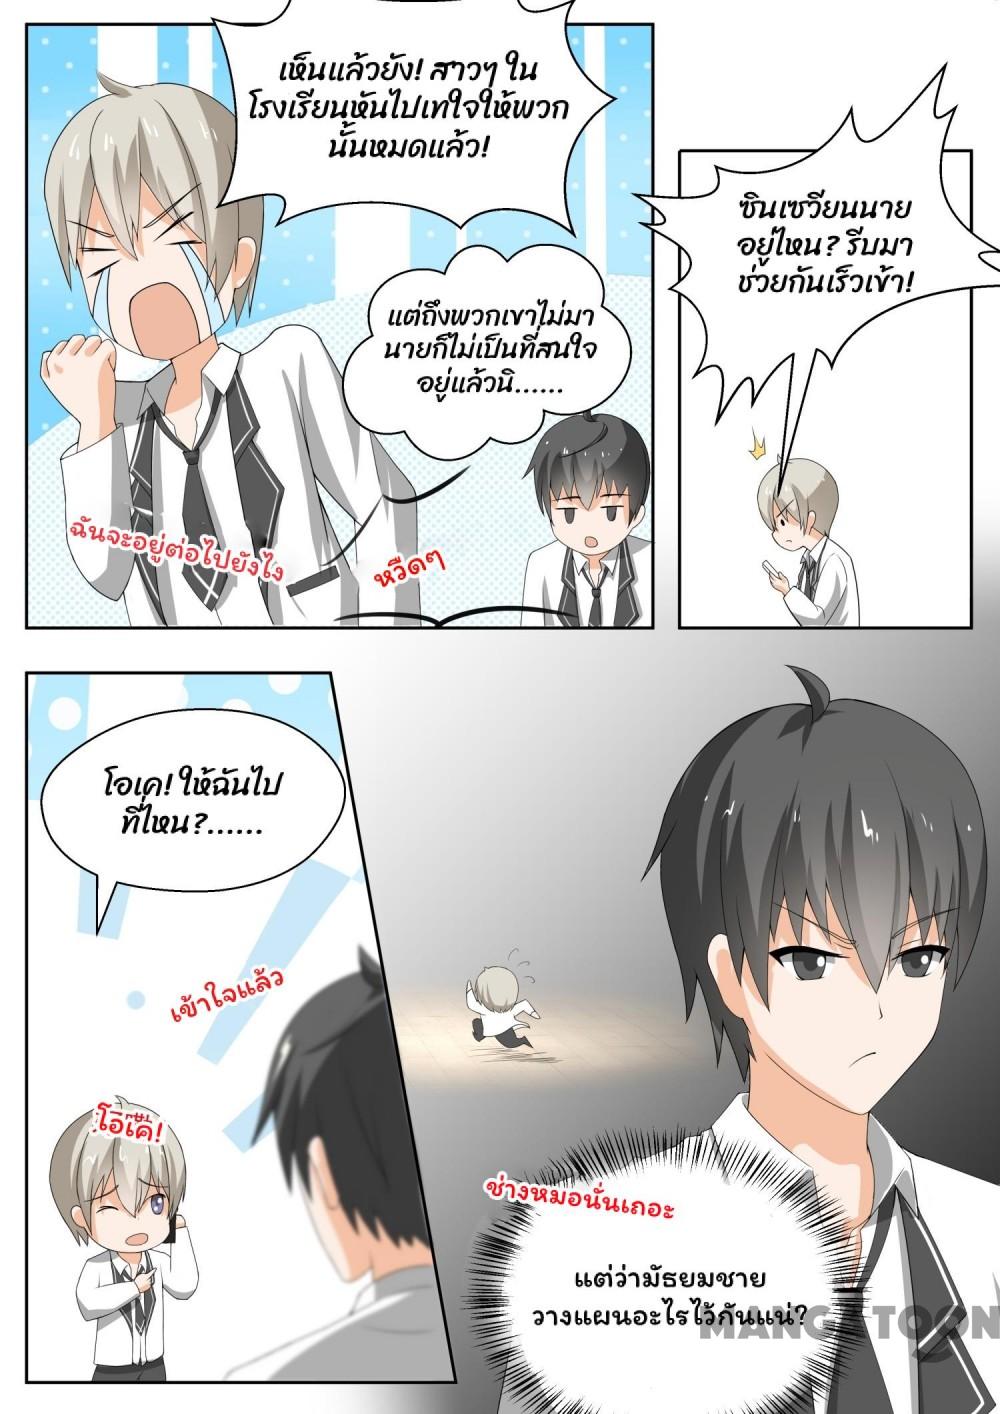 เห็นแล้วยัง! สาวๆ ใน
โรงเรียนหันไปเทใจให้พวก
นั้นหมดแล้ว!
ซินเซวียนนาย
อยู่ไหน? รีบมา
ช่วยกันเร็วเข้า!
แต่ถึงพวกเขาไม่มา
นายก็ไม่เป็นที่สนใจ
อยู่แล้วนิ......
ฉันจะอยู่ต่อไปยังไง
หวืดๆ
โอเค! ให้ฉันไป
ที่ไหน?......
เข้าใจแล้ว
โอเค!
ช่างหมอนั่นเถอะ
แต่ว่ามัธยมชาย
วางแผนอะไรไว้กันแน่?
MANGATOON